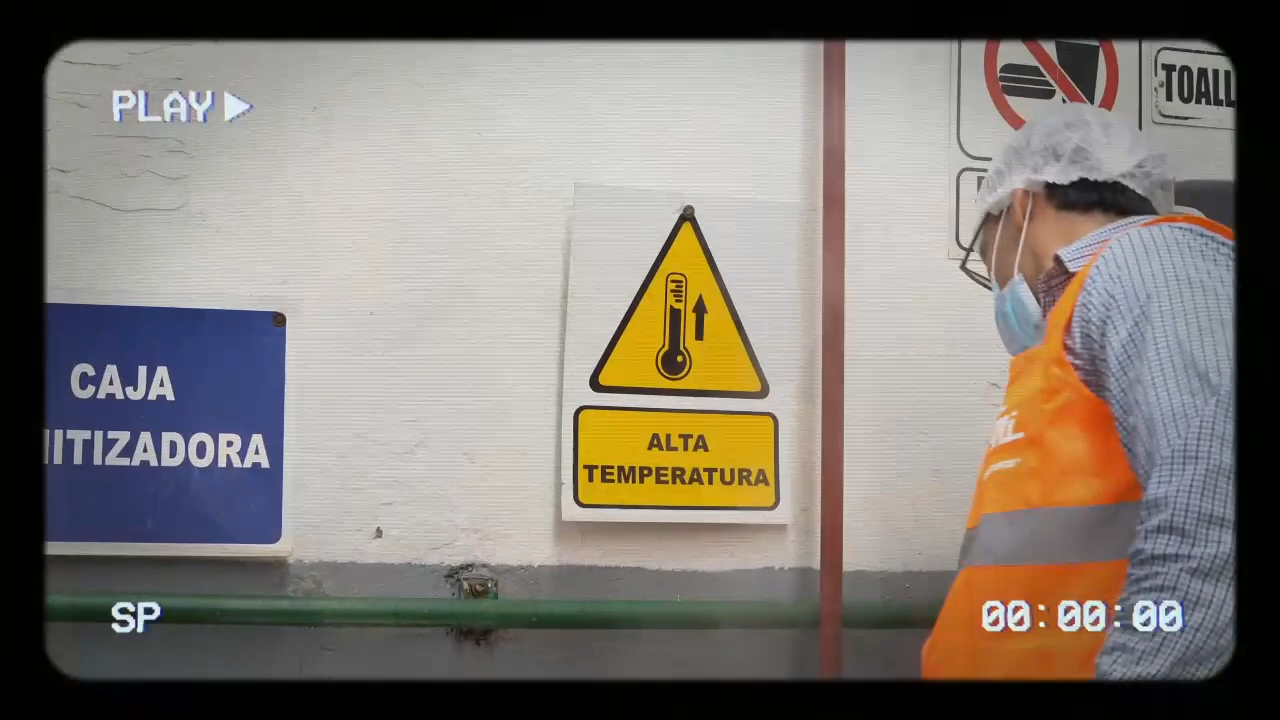 PLAY
TOALL
CAJA
ITIZADORA
ALTA
TEMPERATURA
SP
00:00:00